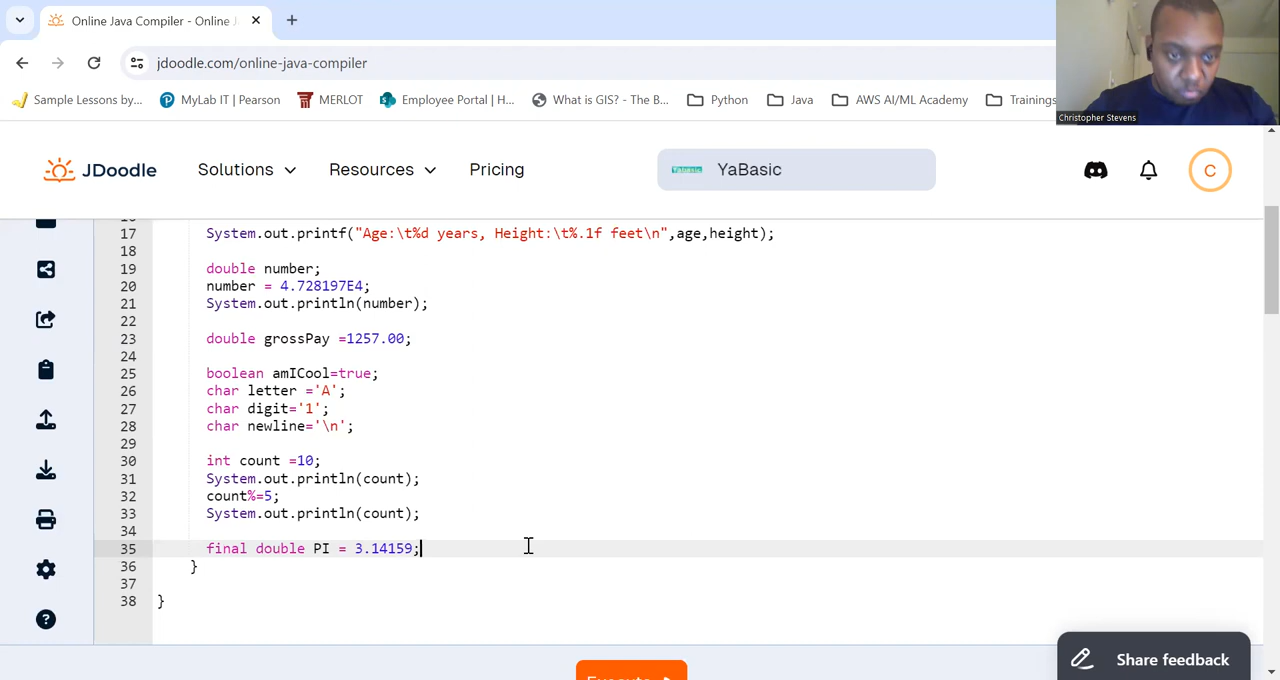 Online Java Compiler - Online
jdoodle.com/online-java-compiler
Sample Lessons by... MyLab IT | Pearson MERLOT Employee Portal | H... What is GIS? - The B... Python Java AWS AI/ML Academy Trainings
Christopher Stevens
JDoodle Solutions Resources Pricing YaBasic C
17 System.out.printf("Age:\t%d years, Height:\t%.1f feet\n",age,height);
18
19 double number;
20 number = 4.728197E4;
21 System.out.println(number);
22
23 double grossPay =1257.00;
24
25 boolean amICool=true;
26 char letter ='A';
27 char digit='1';
28 char newline='\n';
29
30 int count =10;
31 System.out.println(count);
32 count%=5;
33 System.out.println(count);
34
35 final double PI = 3.14159;
36 }
37
38 }
Share feedback